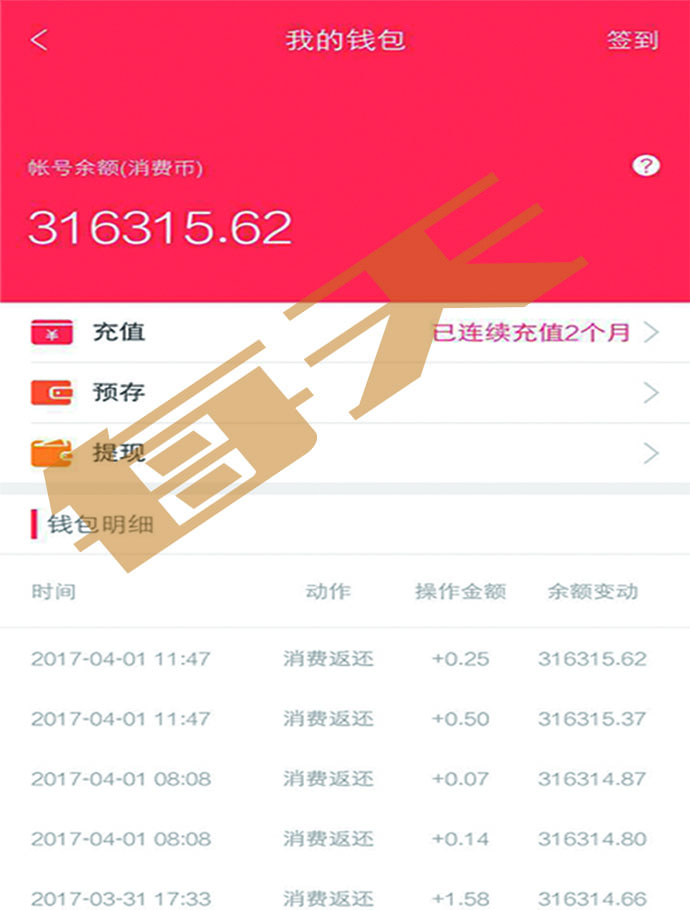 我的钱包 签到
帐号余额(消费币) ?
316315.62
¥ 充值 已连续充值2个月
预存
提现
钱包明细
时间 动作 操作金额 余额变动
2017-04-01 11:47 消费返还 +0.25 316315.62
2017-04-01 11:47 消费返还 +0.50 316315.37
2017-04-01 08:08 消费返还 +0.07 316314.87
2017-04-01 08:08 消费返还 +0.14 316314.80
2017-03-31 17:33 消费返还 +1.58 316314.66